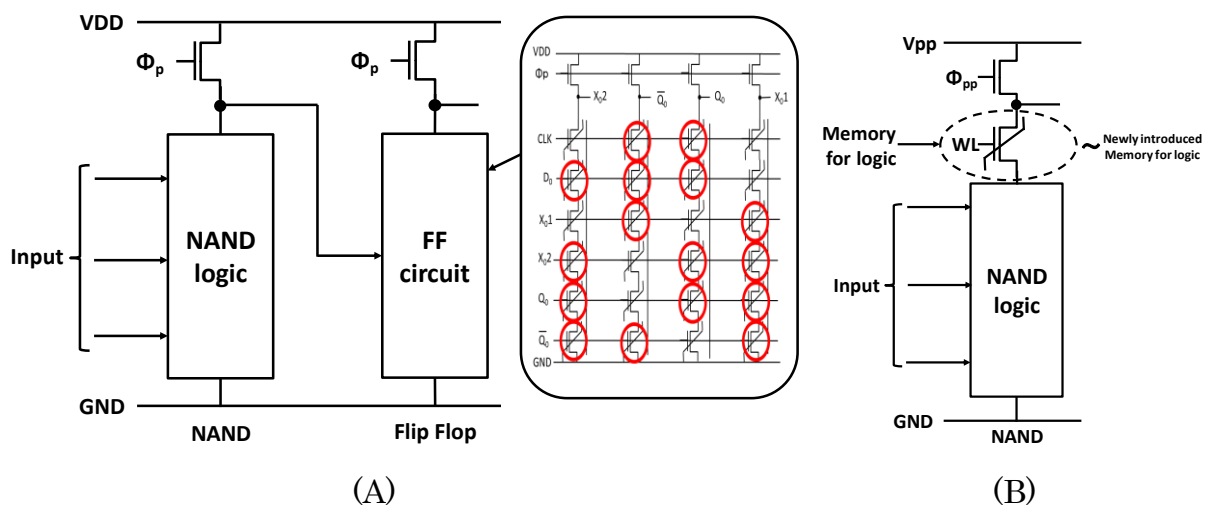 VDD
Φp
Φp
NAND
logic
FF
circuit
Input
GND
NAND
Flip Flop
VDD
Φp
X₀2
Q̅₀
Q₀
X₀1
CLK
D₀
X₀1
X₀2
Q₀
Q̅₀
GND
(A)
Vpp
Φpp
Memory
for logic
WL
~
Newly introduced
Memory for logic
Input
NAND
logic
GND
NAND
(B)